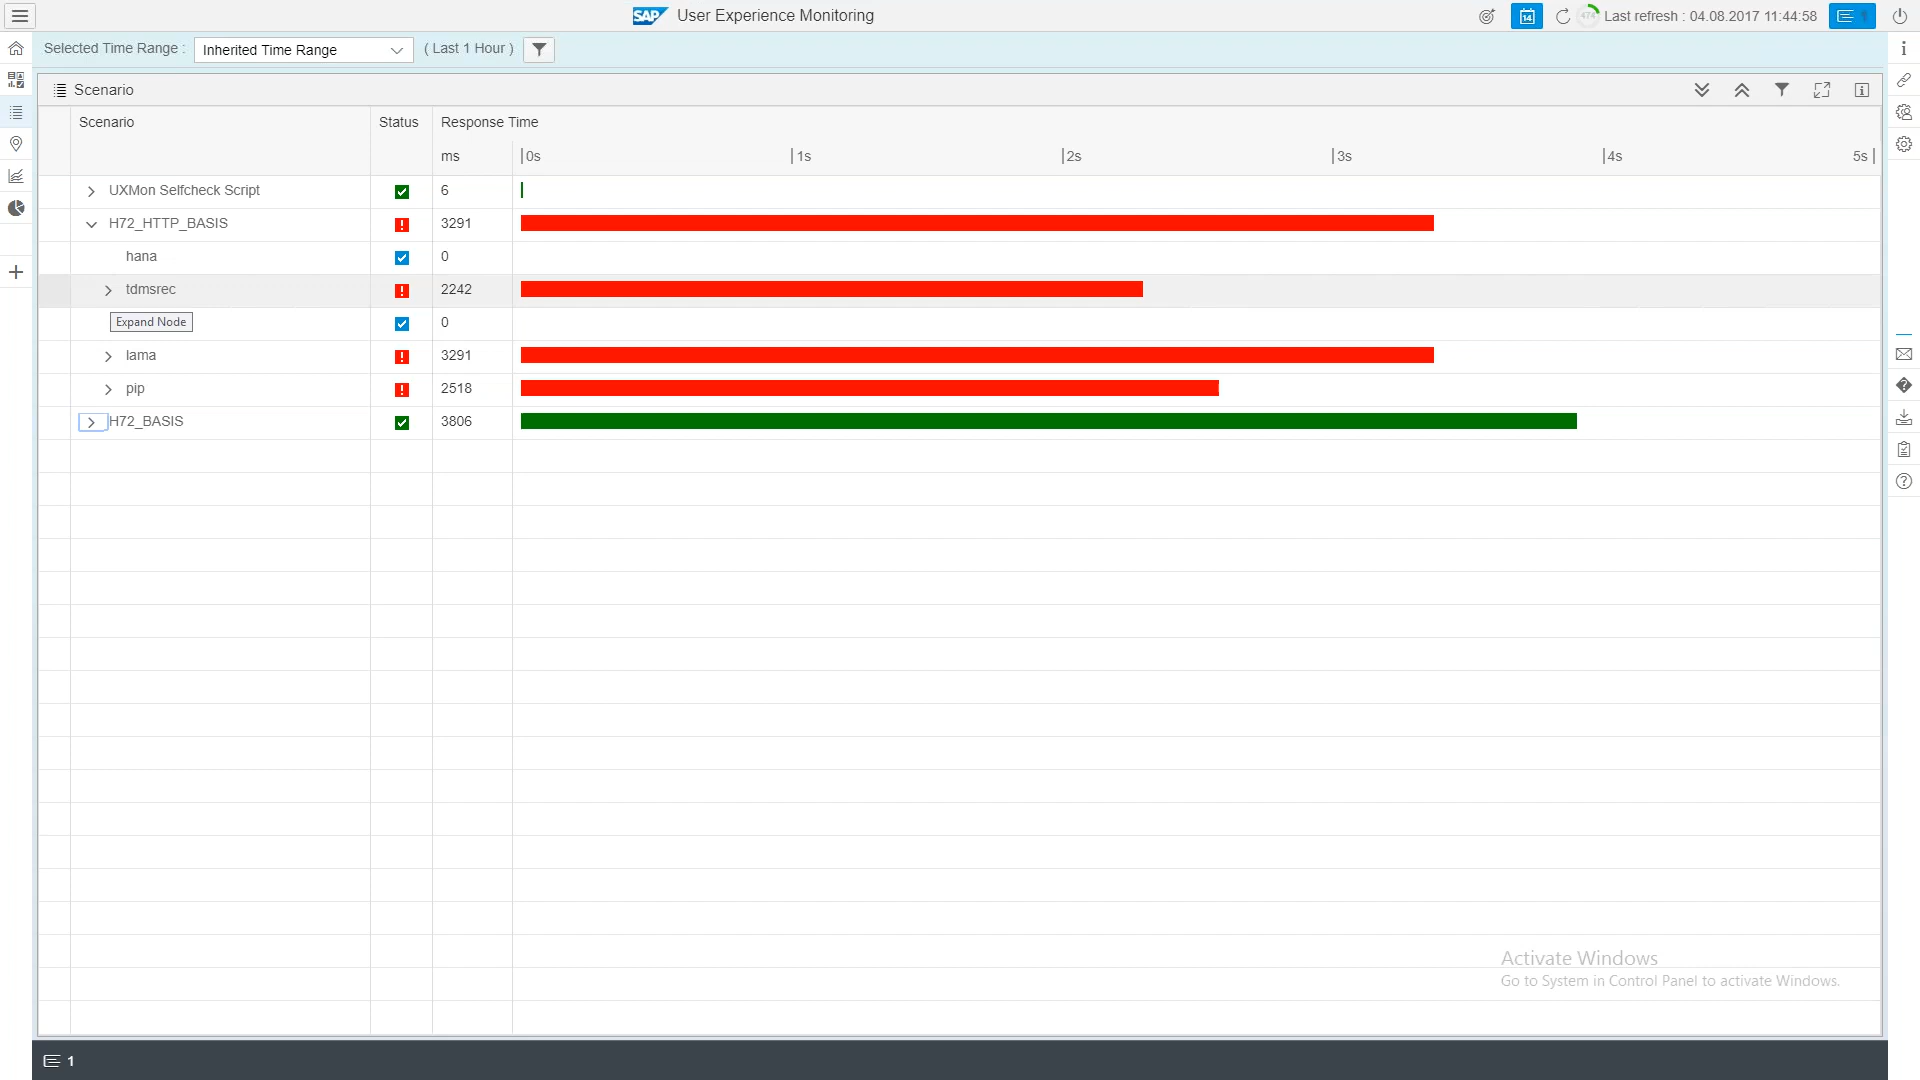 SAP User Experience Monitoring
14
474
Last refresh : 04.08.2017 11:44:58
Selected Time Range : Inherited Time Range ( Last 1 Hour )
Scenario
Scenario Status Response Time
ms 0s 1s 2s 3s 4s 5s
UXMon Selfcheck Script 6
H72_HTTP_BASIS 3291
hana 0
tdmsrec 2242
Expand Node 0
lama 3291
pip 2518
H72_BASIS 3806
Activate Windows
Go to System in Control Panel to activate Windows.
1